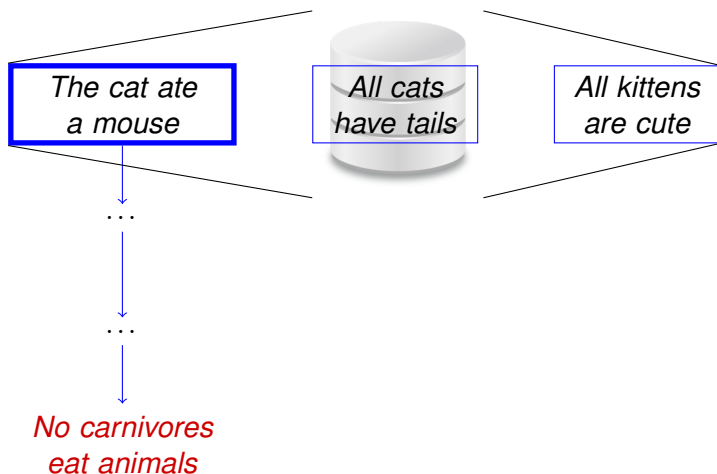 The cat ate
a mouse
All cats
have tails
All kittens
are cute
...
...
No carnivores
eat animals